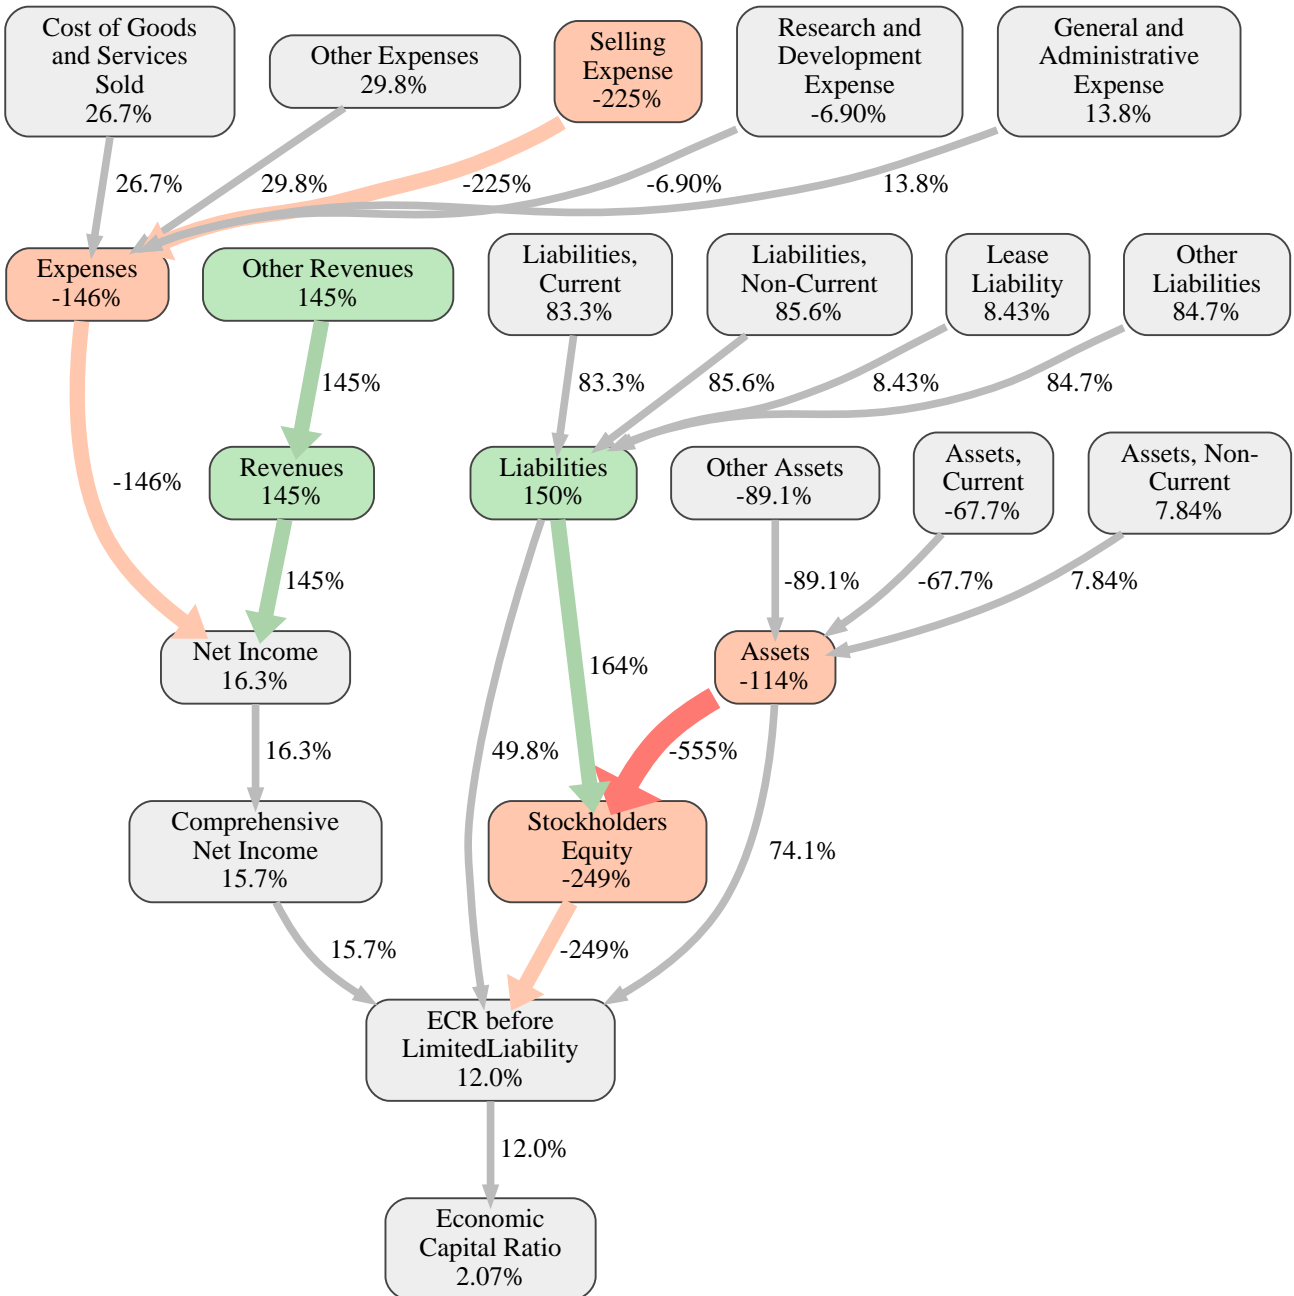 Cost of Goods
and Services
Sold
26.7%
Other Expenses
29.8%
Selling
Expense
-225%
Research and
Development
Expense
-6.90%
General and
Administrative
Expense
13.8%
26.7%
29.8%
-225%
-6.90%
13.8%
Expenses
-146%
Other Revenues
145%
Liabilities,
Current
83.3%
Liabilities,
Non-Current
85.6%
Lease
Liability
8.43%
Other
Liabilities
84.7%
145%
83.3%
85.6%
8.43%
84.7%
-146%
Revenues
145%
Liabilities
150%
Other Assets
-89.1%
Assets,
Current
-67.7%
Assets, Non-
Current
7.84%
145%
-89.1%
-67.7%
7.84%
Net Income
16.3%
164%
Assets
-114%
16.3%
49.8%
-555%
Comprehensive
Net Income
15.7%
Stockholders
Equity
-249%
74.1%
15.7%
-249%
ECR before
LimitedLiability
12.0%
12.0%
Economic
Capital Ratio
2.07%